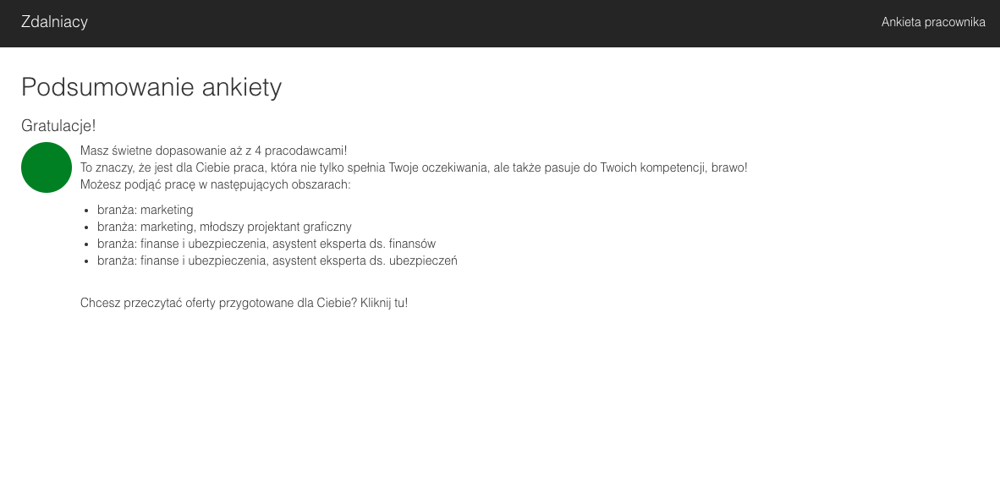 Zdalniacy
Ankieta pracownika
Podsumowanie ankiety
Gratulacje!
Masz świetne dopasowanie aż z 4 pracodawcami!
To znaczy, że jest dla Ciebie praca, która nie tylko spełnia Twoje oczekiwania, ale także pasuje do Twoich kompetencji, brawo!
Możesz podjąć pracę w następujących obszarach:
• branża: marketing
• branża: marketing, młodszy projektant graficzny
• branża: finanse i ubezpieczenia, asystent eksperta ds. finansów
• branża: finanse i ubezpieczenia, asystent eksperta ds. ubezpieczeń
Chcesz przeczytać oferty przygotowane dla Ciebie? Kliknij tu!